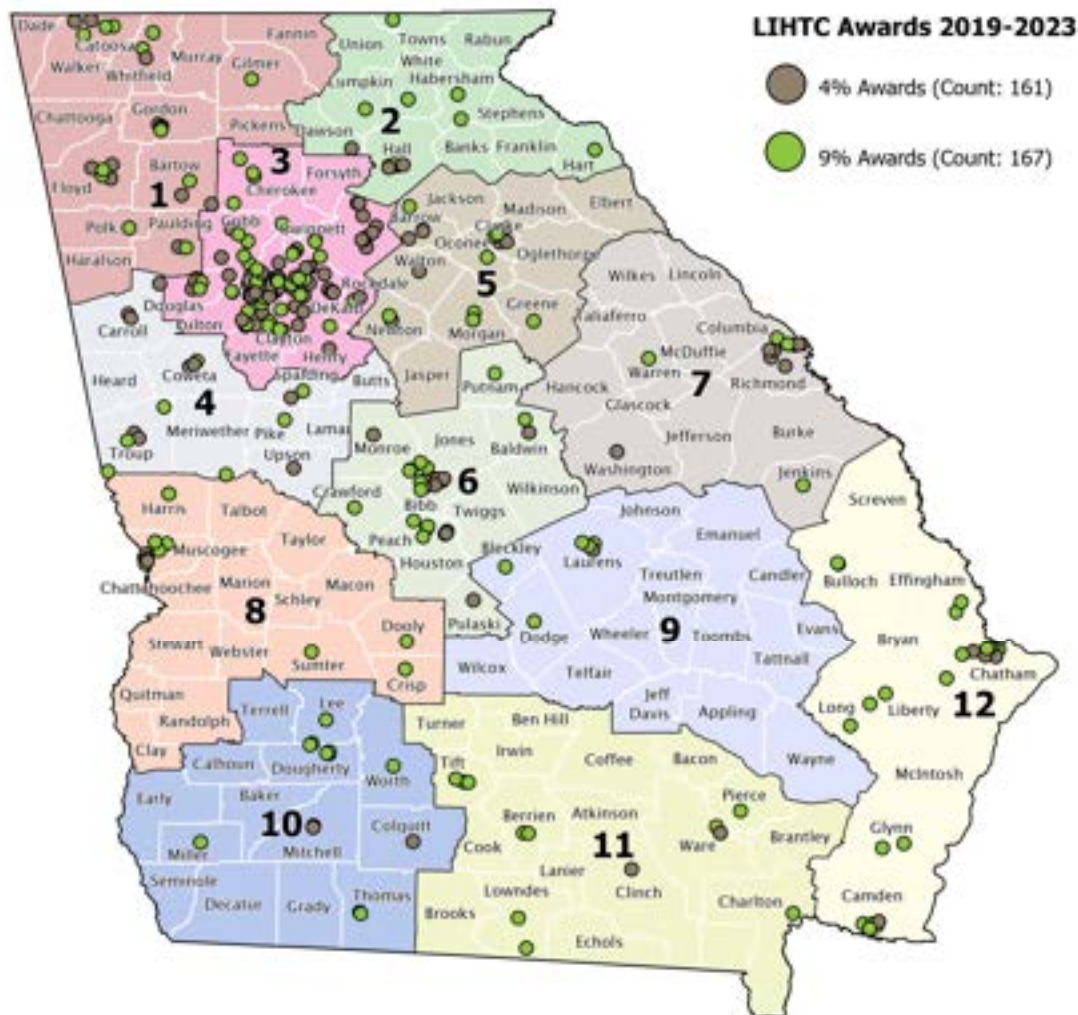 LIHTC Awards 2019-2023
4% Awards (Count: 161)
9% Awards (Count: 167)
Dade
Catoosa
Walker
Whitfield
Murray
Fannin
Gilmer
Chattooga
Gordon
Pickens
Floyd
Bartow
1
Polk
Paulding
Haralson
Union
Towns
Rabun
White
Lumpkin
Habersham
2
Stephens
Dawson
Hall
Banks
Franklin
Hart
3
Forsyth
Cherokee
Cobb
Gwinnett
Rockdale
Douglas
DeKalb
Fulton
Clayton
Fayette
Henry
Jackson
Madison
Elbert
Barrow
Clarke
Oconee
Oglethorpe
Walton
5
Greene
Newton
Morgan
Jasper
Carroll
Heard
Coweta
Spalding
Butts
4
Meriwether
Pike
Lamar
Troup
Upson
Putnam
Jones
Baldwin
Monroe
6
Wilkinson
Crawford
Bibb
Twiggs
Peach
Houston
Bleckley
Pulaski
Wilkes
Lincoln
Taliaferro
Columbia
McDuffie
Warren
Hancock
7
Richmond
Glascock
Jefferson
Burke
Washington
Jenkins
Harris
Talbot
Taylor
Muscogee
Chattahoochee
Marion
Macon
8
Schley
Stewart
Webster
Sumter
Dooly
Crisp
Quitman
Randolph
Clay
Johnson
Emanuel
Laurens
Treutlen
Candler
Montgomery
Dodge
Wheeler
9
Toombs
Evans
Tattnall
Wilcox
Telfair
Jeff
Davis
Appling
Wayne
Terrell
Lee
Calhoun
Dougherty
Worth
Early
Baker
10
Colquitt
Miller
Mitchell
Seminole
Decatur
Grady
Thomas
Turner
Ben Hill
Irwin
Tift
Coffee
Bacon
Pierce
Berrien
Atkinson
Cook
11
Ware
Brantley
Lanier
Clinch
Lowndes
Brooks
Charlton
Echols
Screven
Bulloch
Effingham
Bryan
Chatham
Long
Liberty
12
McIntosh
Glynn
Camden